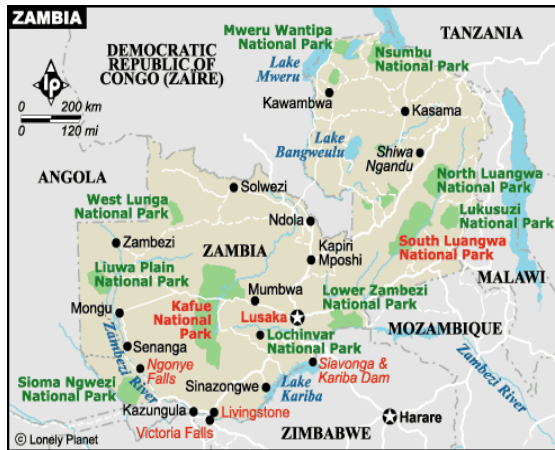 ZAMBIA
TANZANIA
Mweru Wantipa
National Park
DEMOCRATIC
REPUBLIC OF
CONGO (ZAIRE)
Nsumbu
National Park
Lake
Mweru
lp
0 200 km
0 120 mi
Kawambwa
Kasama
Lake
Bangweulu
Shiwa
Ngandu
ANGOLA
Solwezi
North Luangwa
National Park
West Lunga
National Park
Lukusuzi
National Park
Ndola
Zambezi
ZAMBIA
Kapiri
Mposhi
South Luangwa
National Park
Liuwa Plain
National Park
MALAWI
Mumbwa
Lower Zambezi
National Park
Mongu
Kafue
National
Park
Lusaka
MOZAMBIQUE
Lochinvar
National Park
Senanga
Ngonye
Falls
Zambezi River
Siavonga &
Kariba Dam
Zambezi
River
Sioma Ngwezi
National Park
Sinazongwe
Lake
Kariba
Kazungula
Livingstone
Harare
Victoria Falls
ZIMBABWE
© Lonely Planet